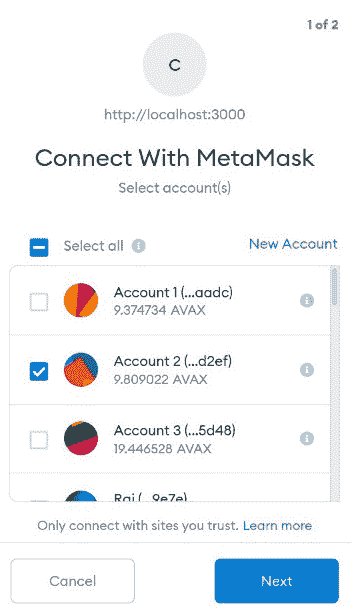 1 of 2
C
http://localhost:3000
Connect With MetaMask
Select account(s)
Select all
New Account
Account 1 (...aadc)
9.374734 AVAX
Account 2 (...d2ef)
9.809022 AVAX
Account 3 (...5d48)
19.446528 AVAX
Raj (...9e7e)
Only connect with sites you trust. Learn more
Cancel
Next